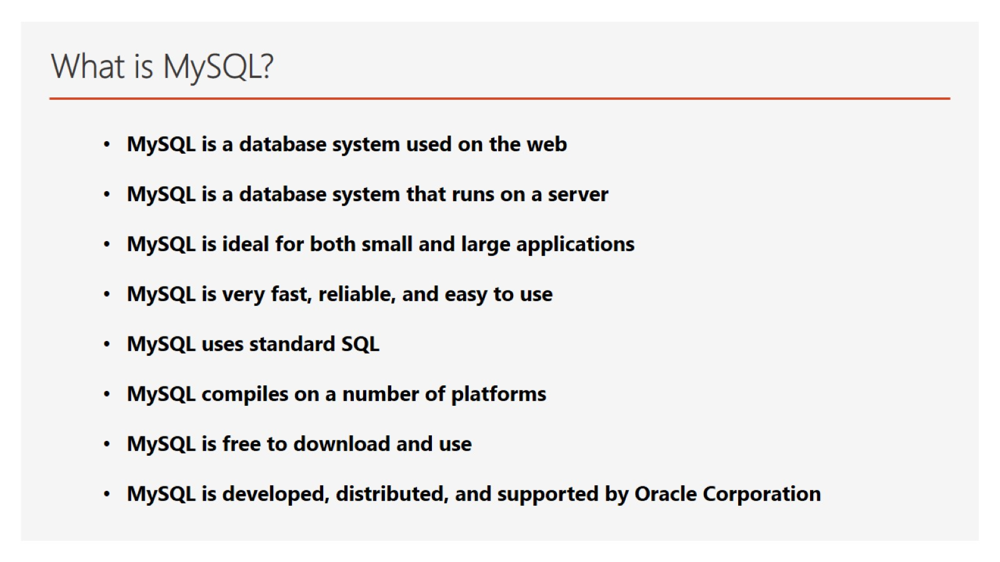 What is MySQL?
• MySQL is a database system used on the web
• MySQL is a database system that runs on a server
• MySQL is ideal for both small and large applications
• MySQL is very fast, reliable, and easy to use
• MySQL uses standard SQL
• MySQL compiles on a number of platforms
• MySQL is free to download and use
• MySQL is developed, distributed, and supported by Oracle Corporation